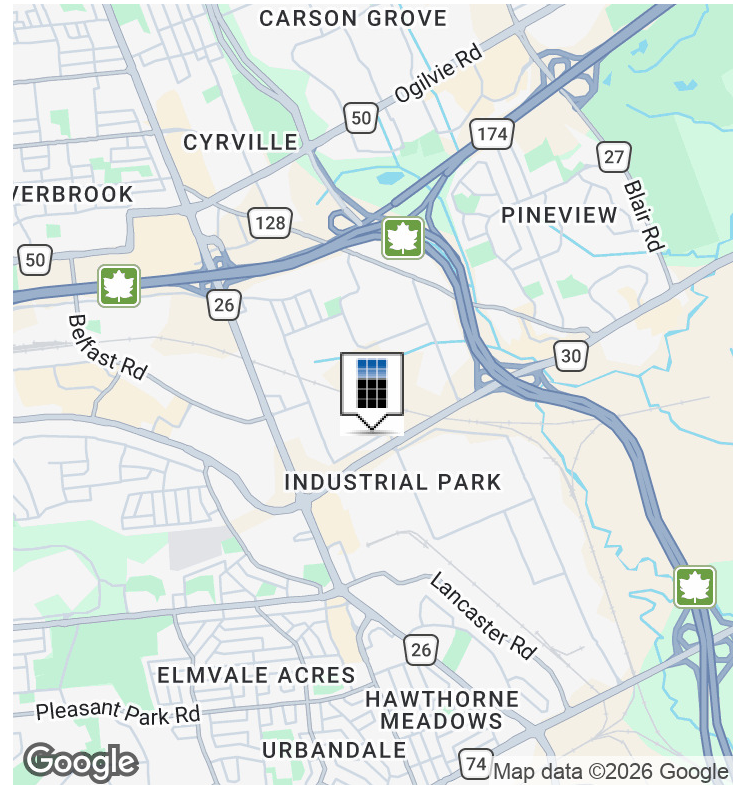 CARSON GROVE
Ogilvie Rd
50
174
CYRVILLE
27
Blair Rd
VERBROOK
PINEVIEW
128
50
26
Belfast Rd
30
INDUSTRIAL PARK
Lancaster Rd
26
ELMVALE ACRES
HAWTHORNE
MEADOWS
Pleasant Park Rd
URBANDALE
74
Google
Map data ©2026 Google